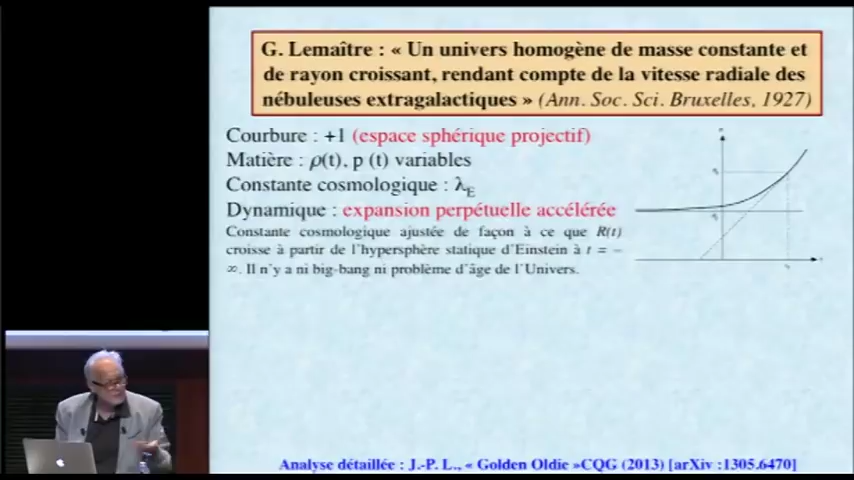 G. Lemaître : « Un univers homogène de masse constante et
de rayon croissant, rendant compte de la vitesse radiale des
nébuleuses extragalactiques » (Ann. Soc. Sci. Bruxelles, 1927)
Courbure : +1 (espace sphérique projectif)
Matière : ρ(t), p (t) variables
Constante cosmologique : λE
Dynamique : expansion perpétuelle accélérée
Constante cosmologique ajustée de façon à ce que R(t)
croisse à partir de l'hypersphère statique d'Einstein à t = –
∞. Il n'y a ni big-bang ni problème d'âge de l'Univers.
Analyse détaillée : J.-P. L., « Golden Oldie »CQG (2013) [arXiv :1305.6470]